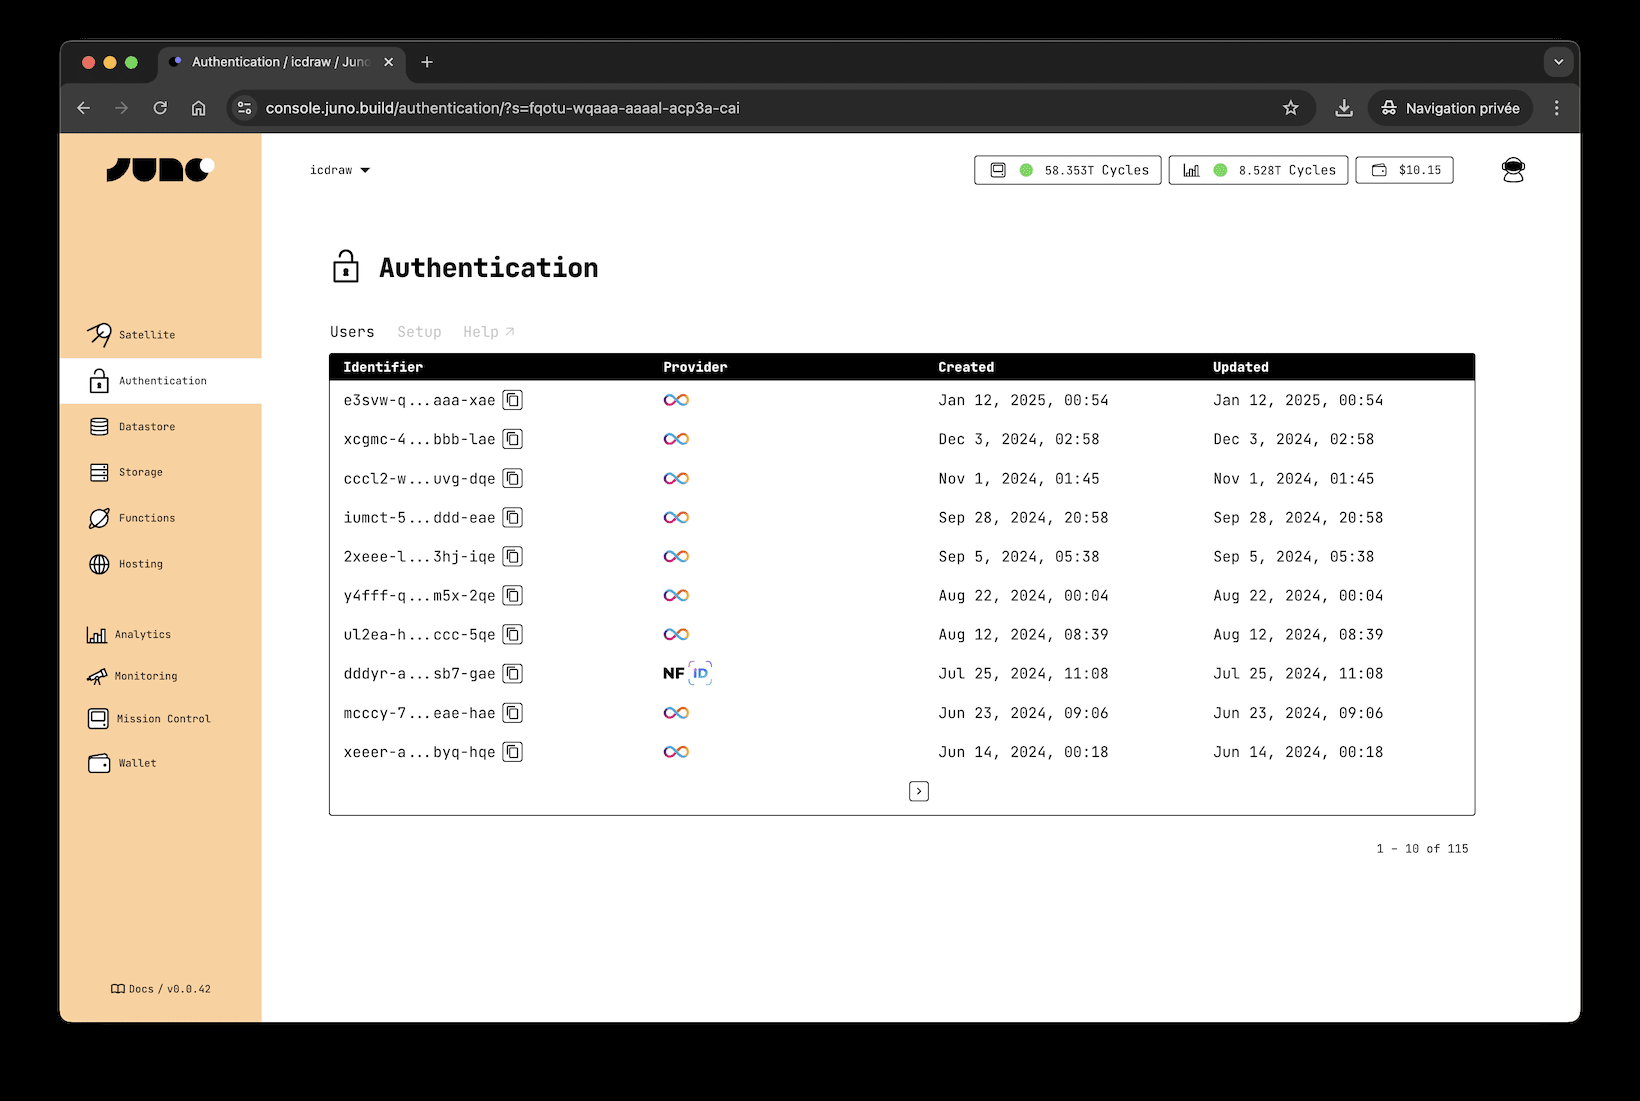 Authentication / icdraw / Juno
console.juno.build/authentication/?s=fqotu-wqaaa-aaaal-acp3a-cai
Navigation privée
JUNO
icdraw
58.353T Cycles
8.528T Cycles
$10.15
Satellite
Authentication
Datastore
Storage
Functions
Hosting
Analytics
Monitoring
Mission Control
Wallet
Docs / v0.0.42
Authentication
Users Setup Help
Identifier Provider Created Updated
e3svw-q...aaa-xae Jan 12, 2025, 00:54 Jan 12, 2025, 00:54
xcgmc-4...bbb-lae Dec 3, 2024, 02:58 Dec 3, 2024, 02:58
cccl2-w...uvg-dqe Nov 1, 2024, 01:45 Nov 1, 2024, 01:45
iumct-5...ddd-eae Sep 28, 2024, 20:58 Sep 28, 2024, 20:58
2xeee-l...3hj-iqe Sep 5, 2024, 05:38 Sep 5, 2024, 05:38
y4fff-q...m5x-2qe Aug 22, 2024, 00:04 Aug 22, 2024, 00:04
ul2ea-h...ccc-5qe Aug 12, 2024, 08:39 Aug 12, 2024, 08:39
dddyr-a...sb7-gae NF ID Jul 25, 2024, 11:08 Jul 25, 2024, 11:08
mcccy-7...eae-hae Jun 23, 2024, 09:06 Jun 23, 2024, 09:06
xeeer-a...byq-hqe Jun 14, 2024, 00:18 Jun 14, 2024, 00:18
1 – 10 of 115